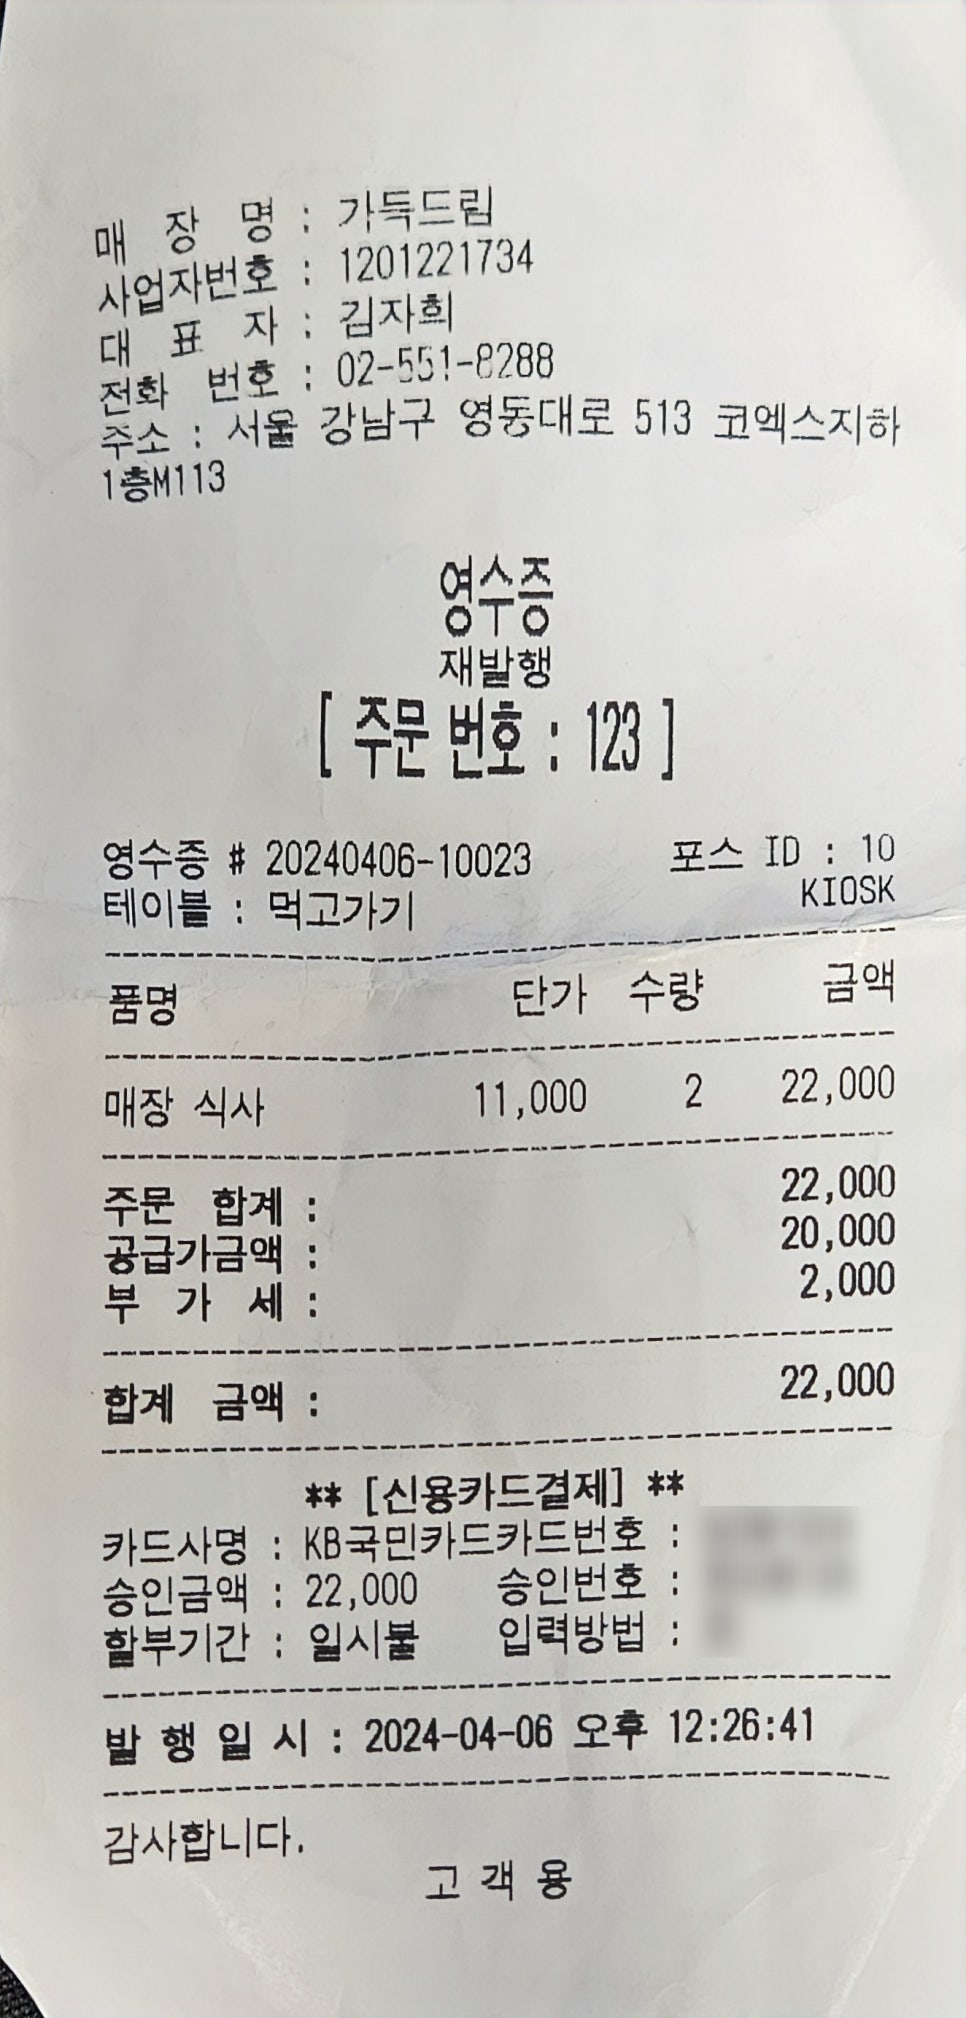 매 장 명 : 가득드림
사업자번호 : 1201221734
대 표 자 : 김자희
전화 번호 : 02-551-8288
주소 : 서울 강남구 영동대로 513 코엑스지하
1층M113
영수증
재발행
[ 주문 번호 : 123 ]
영수증 # 20240406-10023 포스 ID : 10
테이블 : 먹고가기 KIOSK
품명 단가 수량 금액
매장 식사 11,000 2 22,000
주문 합계 : 22,000
공급가금액 : 20,000
부 가 세 : 2,000
합계 금액 : 22,000
** [신용카드결제] **
카드사명 : KB국민카드카드번호 :
승인금액 : 22,000 승인번호 :
할부기간 : 일시불 입력방법 :
발 행 일 시 : 2024-04-06 오후 12:26:41
감사합니다.
고 객 용